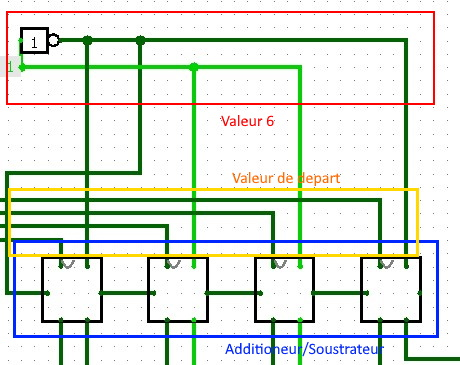 1
1
Valeur 6
Valeur de depart
Additioneur/Soustrateur